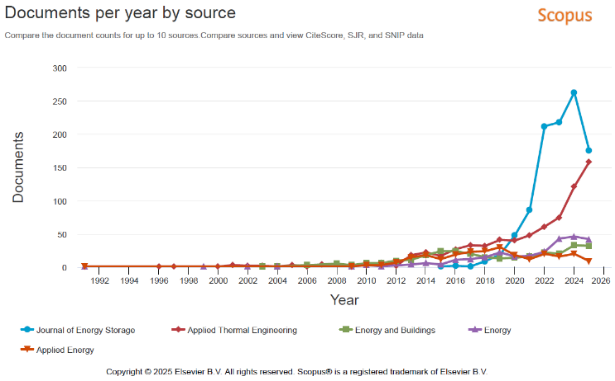 Documents per year by source
Scopus
Compare the document counts for up to 10 sources.Compare sources and view CiteScore, SJR, and SNIP data
300
250
200
150
100
50
0
Documents
1992 1994 1996 1998 2000 2002 2004 2006 2008 2010 2012 2014 2016 2018 2020 2022 2024 2026
Year
Journal of Energy Storage Applied Thermal Engineering Energy and Buildings Energy
Applied Energy
Copyright © 2025 Elsevier B.V. All rights reserved. Scopus® is a registered trademark of Elsevier B.V.